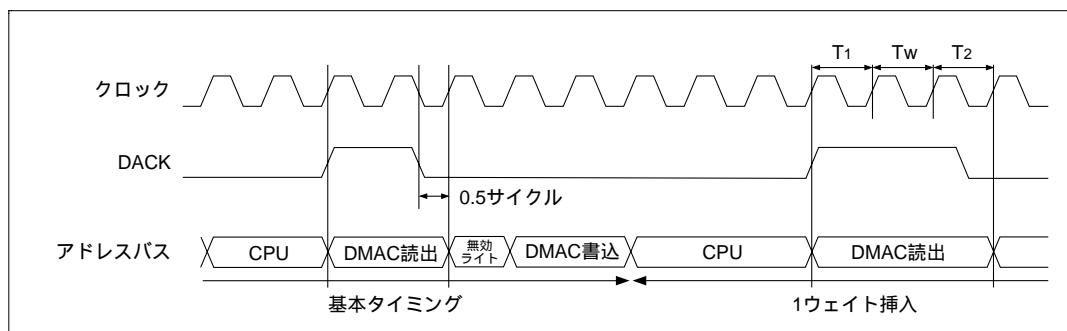 T1 Tw T2
クロック
DACK
0.5サイクル
アドレスバス CPU DMAC読出 無効ライト DMAC書込 CPU DMAC読出
基本タイミング 1ウェイト挿入